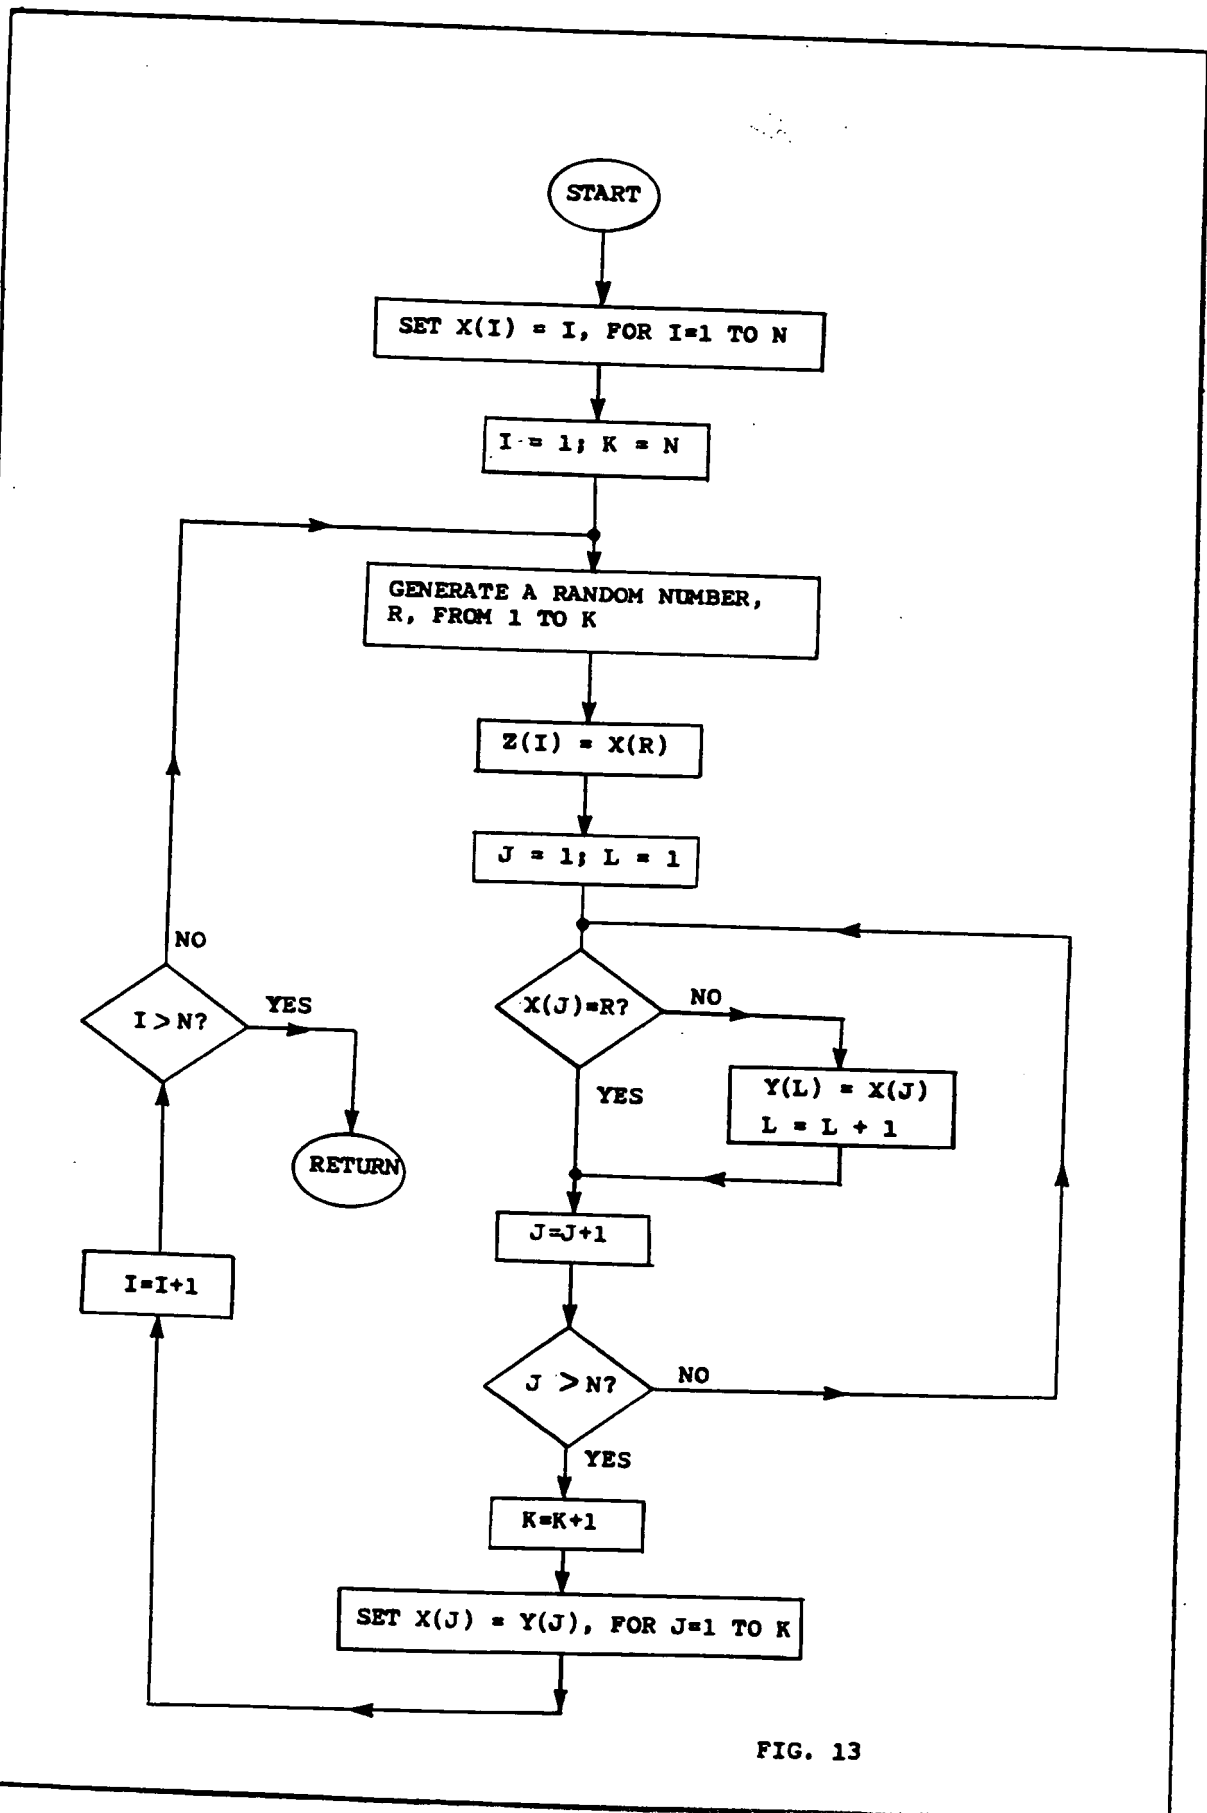 START
SET X(I) = I, FOR I=1 TO N
I = 1; K = N
GENERATE A RANDOM NUMBER,
R, FROM 1 TO K
Z(I) = X(R)
J = 1; L = 1
NO
X(J)=R?
NO
I > N?
YES
Y(L) = X(J)
L = L + 1
YES
RETURN
J=J+1
I=I+1
J > N?
NO
YES
K=K+1
SET X(J) = Y(J), FOR J=1 TO K
FIG. 13